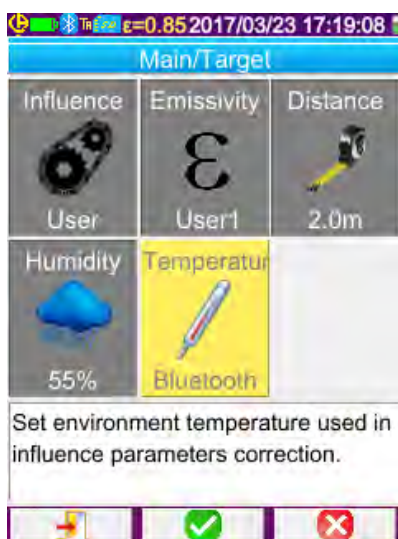 ε=0.85 2017/03/23 17:19:08
Main/Target
Influence Emissivity Distance
ε
User User1 2.0m
Humidity Temperatur
55% Bluetooth
Set environment temperature used in
influence parameters correction.